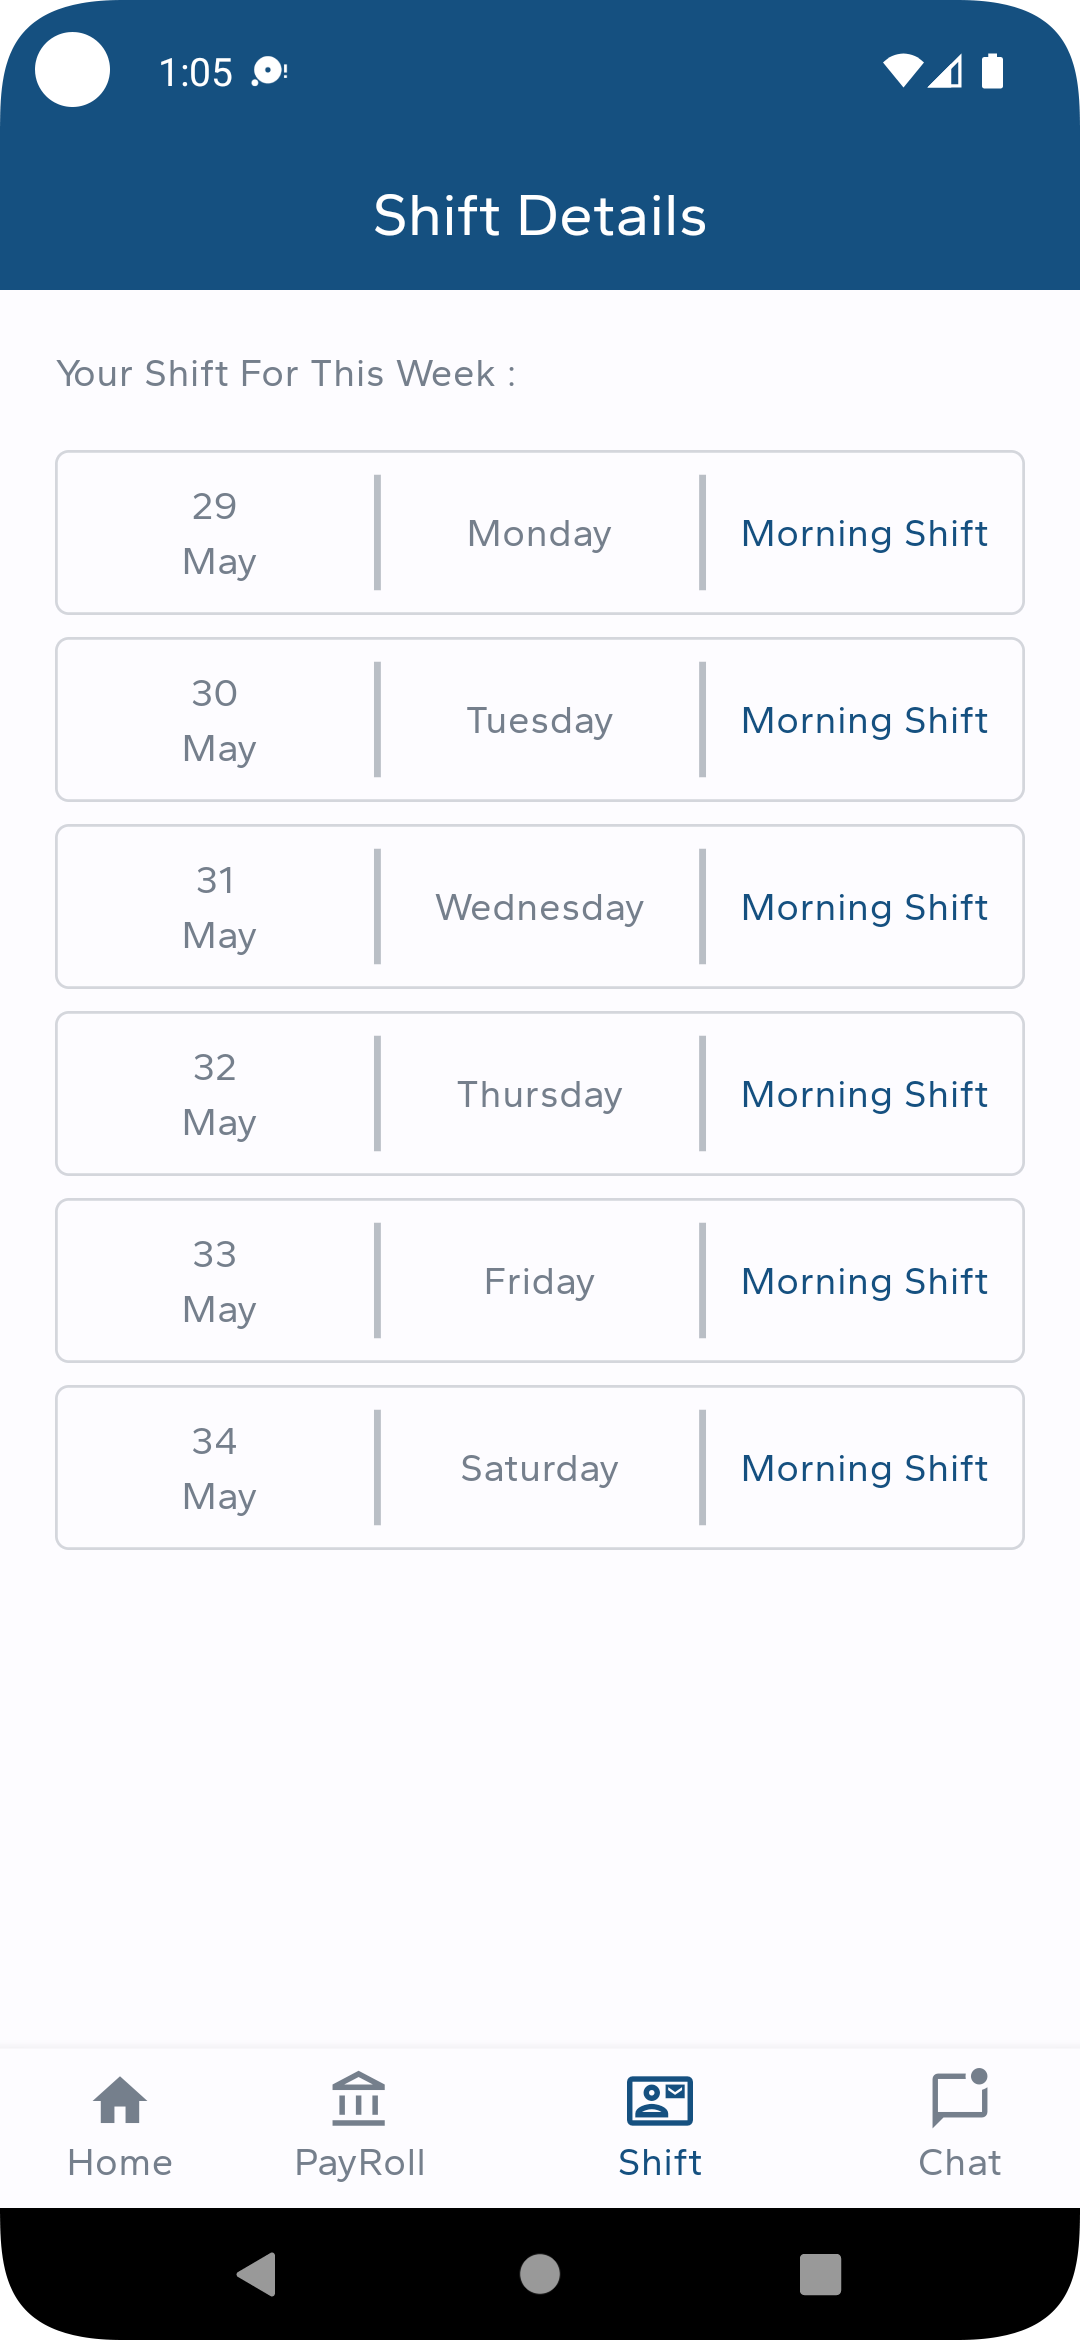 1:05
Shift Details
Your Shift For This Week :
29
May
Monday
Morning Shift
30
May
Tuesday
Morning Shift
31
May
Wednesday
Morning Shift
32
May
Thursday
Morning Shift
33
May
Friday
Morning Shift
34
May
Saturday
Morning Shift
Home
PayRoll
Shift
Chat